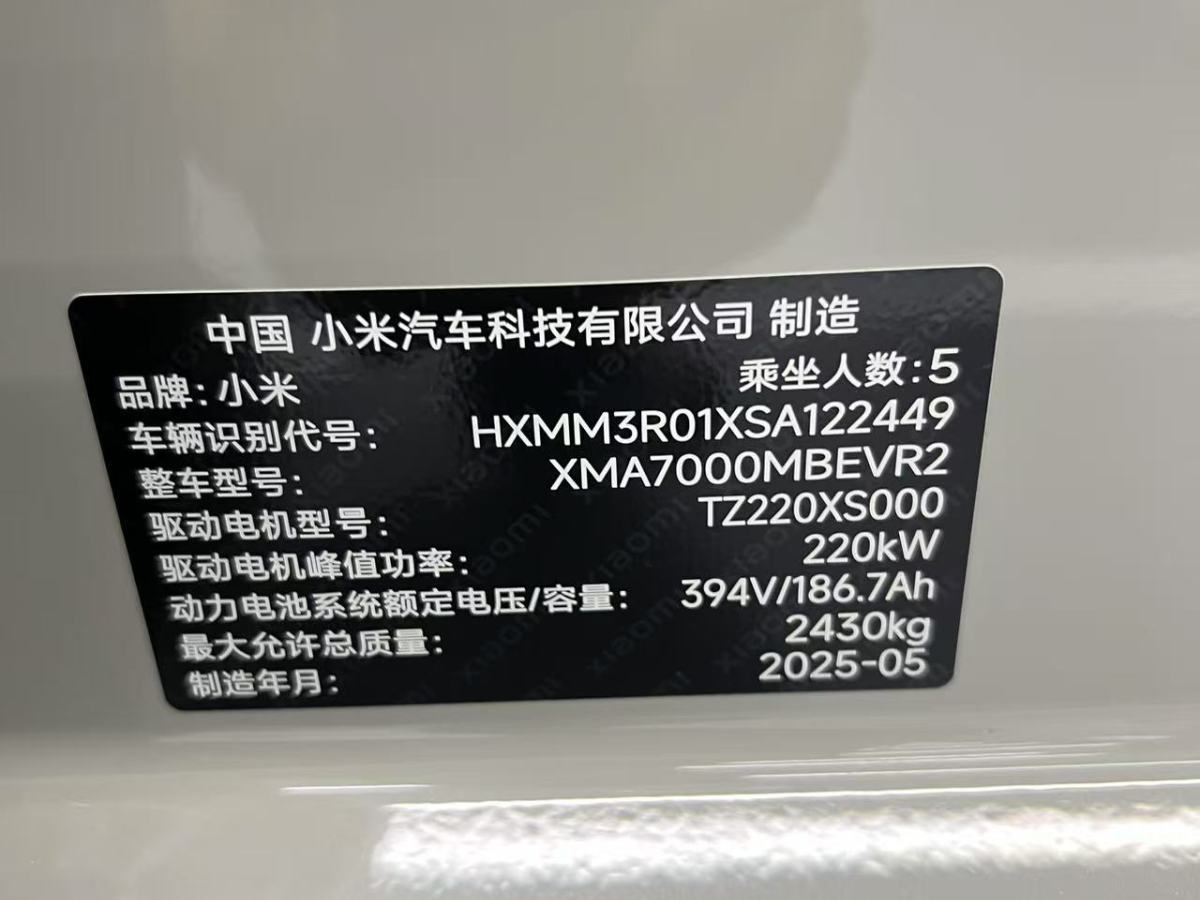 中国 小米汽车科技有限公司 制造
品牌：小米 乘坐人数：5
车辆识别代号： HXMM3R01XSA122449
整车型号： XMA7000MBEVR2
驱动电机型号： TZ220XS000
驱动电机峰值功率： 220kW
动力电池系统额定电压/容量： 394V/186.7Ah
最大允许总质量： 2430kg
制造年月： 2025-05